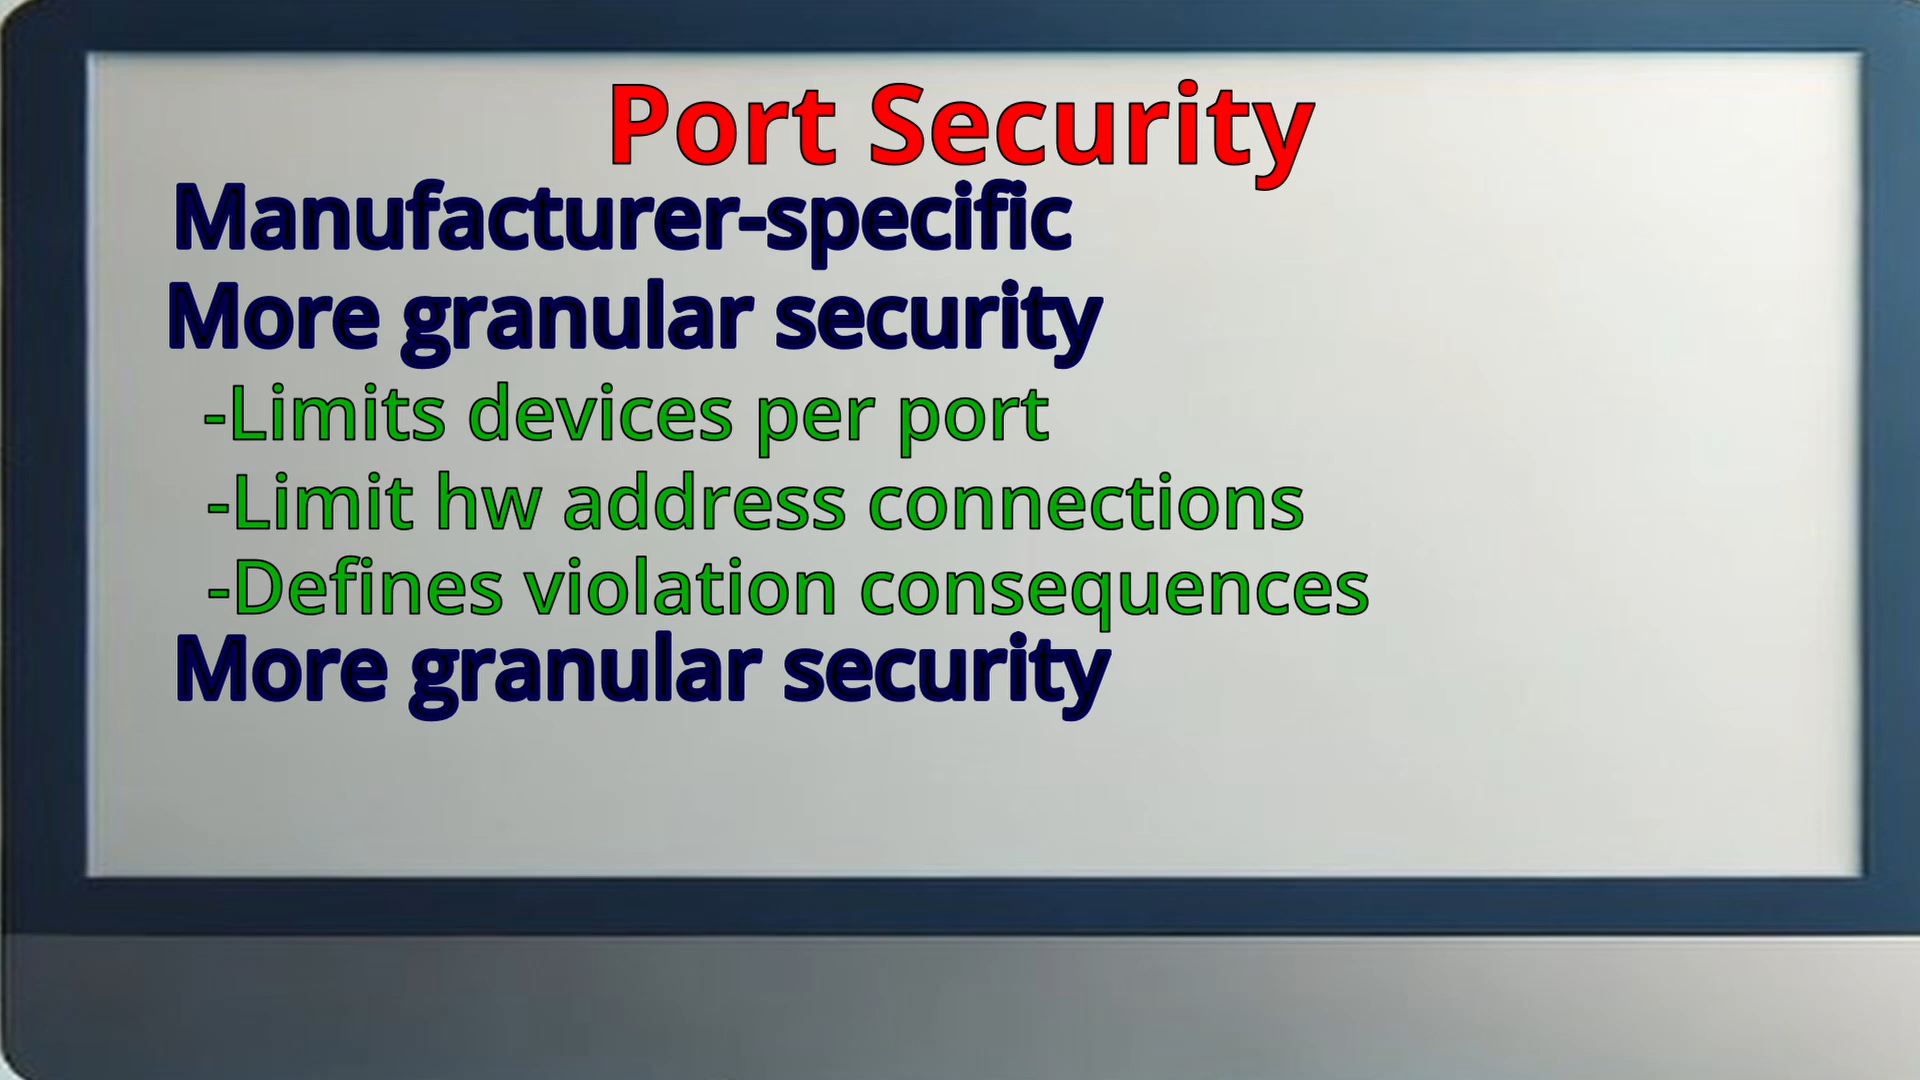 Port Security
Manufacturer-specific
More granular security
-Limits devices per port
-Limit hw address connections
-Defines violation consequences
More granular security